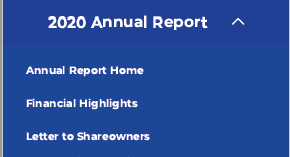 2020 Annual Report
Annual Report Home
Financial Highlights
Letter to Shareowners